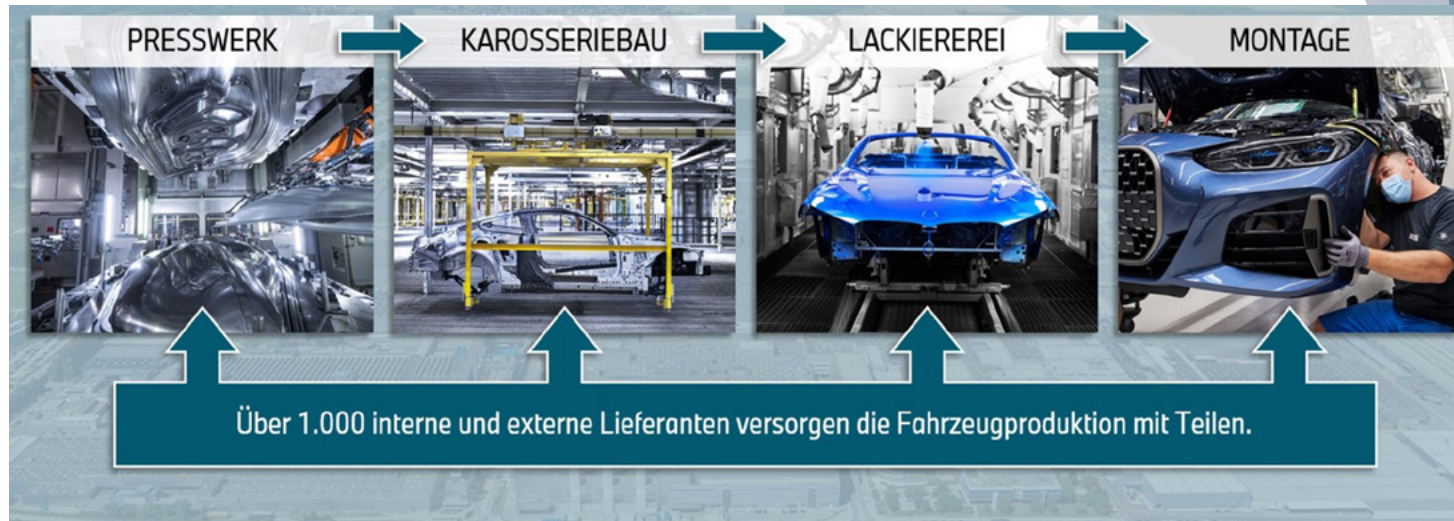 PRESSWERK
KAROSSERIEBAU
LACKIEREREI
MONTAGE
Über 1.000 interne und externe Lieferanten versorgen die Fahrzeugproduktion mit Teilen.